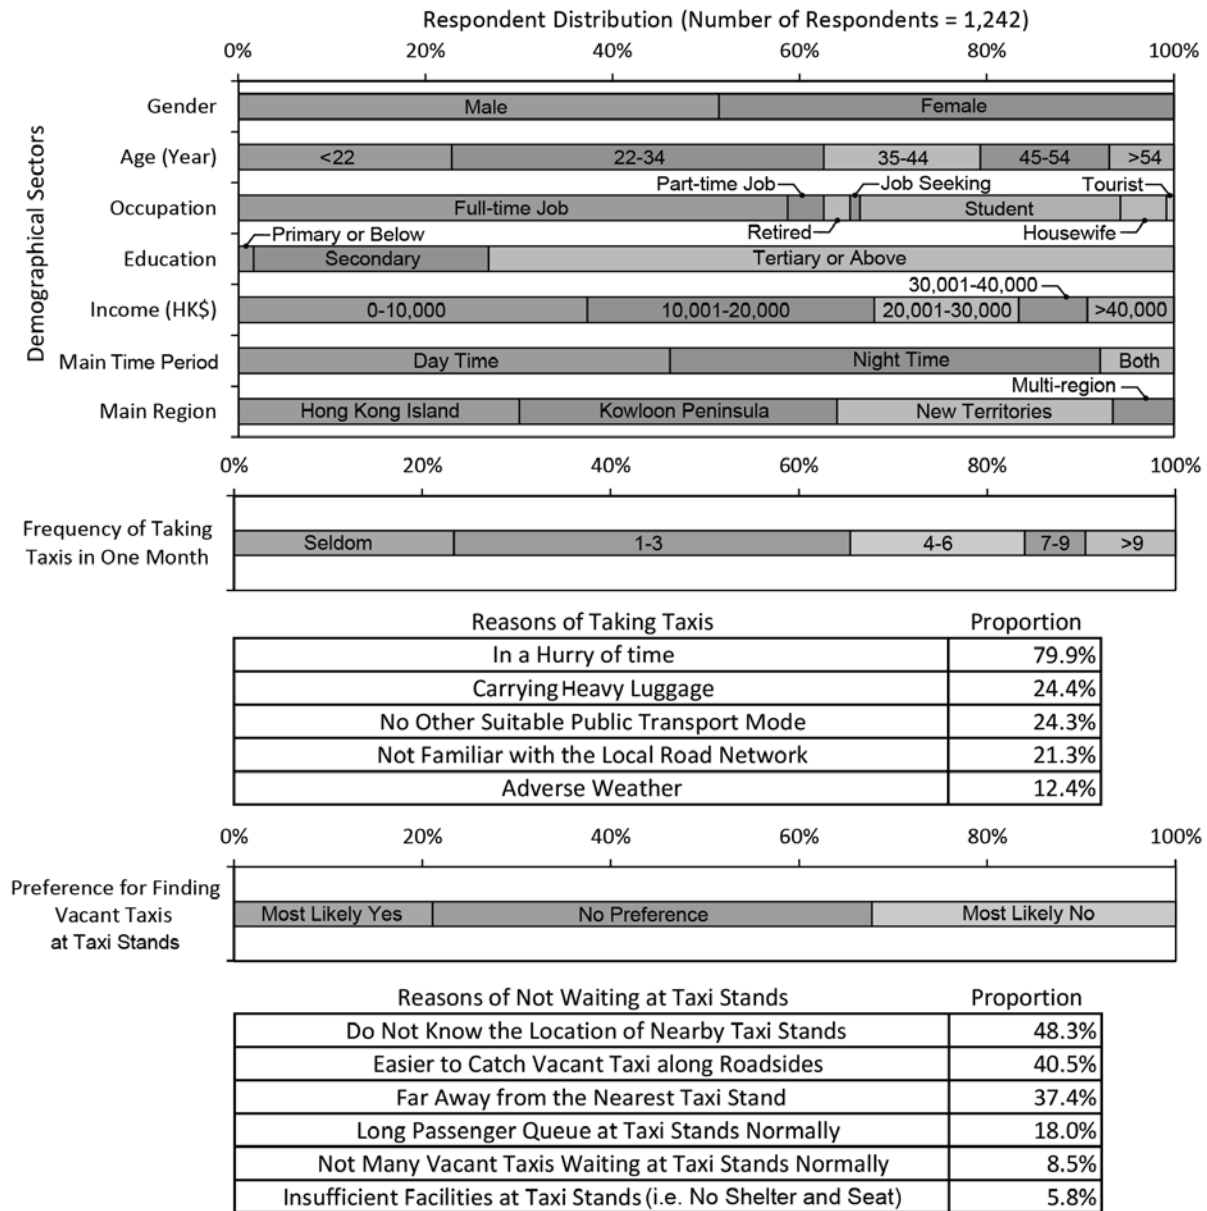 Respondent Distribution (Number of Respondents = 1,242)
0% 20% 40% 60% 80% 100%
Demographical Sectors
Gender Male Female
Age (Year) <22 22-34 35-44 45-54 >54
Part-time Job Job Seeking Tourist
Occupation Full-time Job Student
Retired Housewife
Primary or Below
Education Secondary Tertiary or Above
30,001-40,000
Income (HK$) 0-10,000 10,001-20,000 20,001-30,000 >40,000
Main Time Period Day Time Night Time Both
Multi-region
Main Region Hong Kong Island Kowloon Peninsula New Territories
0% 20% 40% 60% 80% 100%
Frequency of Taking
Taxis in One Month
Seldom 1-3 4-6 7-9 >9
Reasons of Taking Taxis Proportion
In a Hurry of time 79.9%
Carrying Heavy Luggage 24.4%
No Other Suitable Public Transport Mode 24.3%
Not Familiar with the Local Road Network 21.3%
Adverse Weather 12.4%
0% 20% 40% 60% 80% 100%
Preference for Finding
Vacant Taxis
at Taxi Stands
Most Likely Yes No Preference Most Likely No
Reasons of Not Waiting at Taxi Stands Proportion
Do Not Know the Location of Nearby Taxi Stands 48.3%
Easier to Catch Vacant Taxi along Roadsides 40.5%
Far Away from the Nearest Taxi Stand 37.4%
Long Passenger Queue at Taxi Stands Normally 18.0%
Not Many Vacant Taxis Waiting at Taxi Stands Normally 8.5%
Insufficient Facilities at Taxi Stands (i.e. No Shelter and Seat) 5.8%